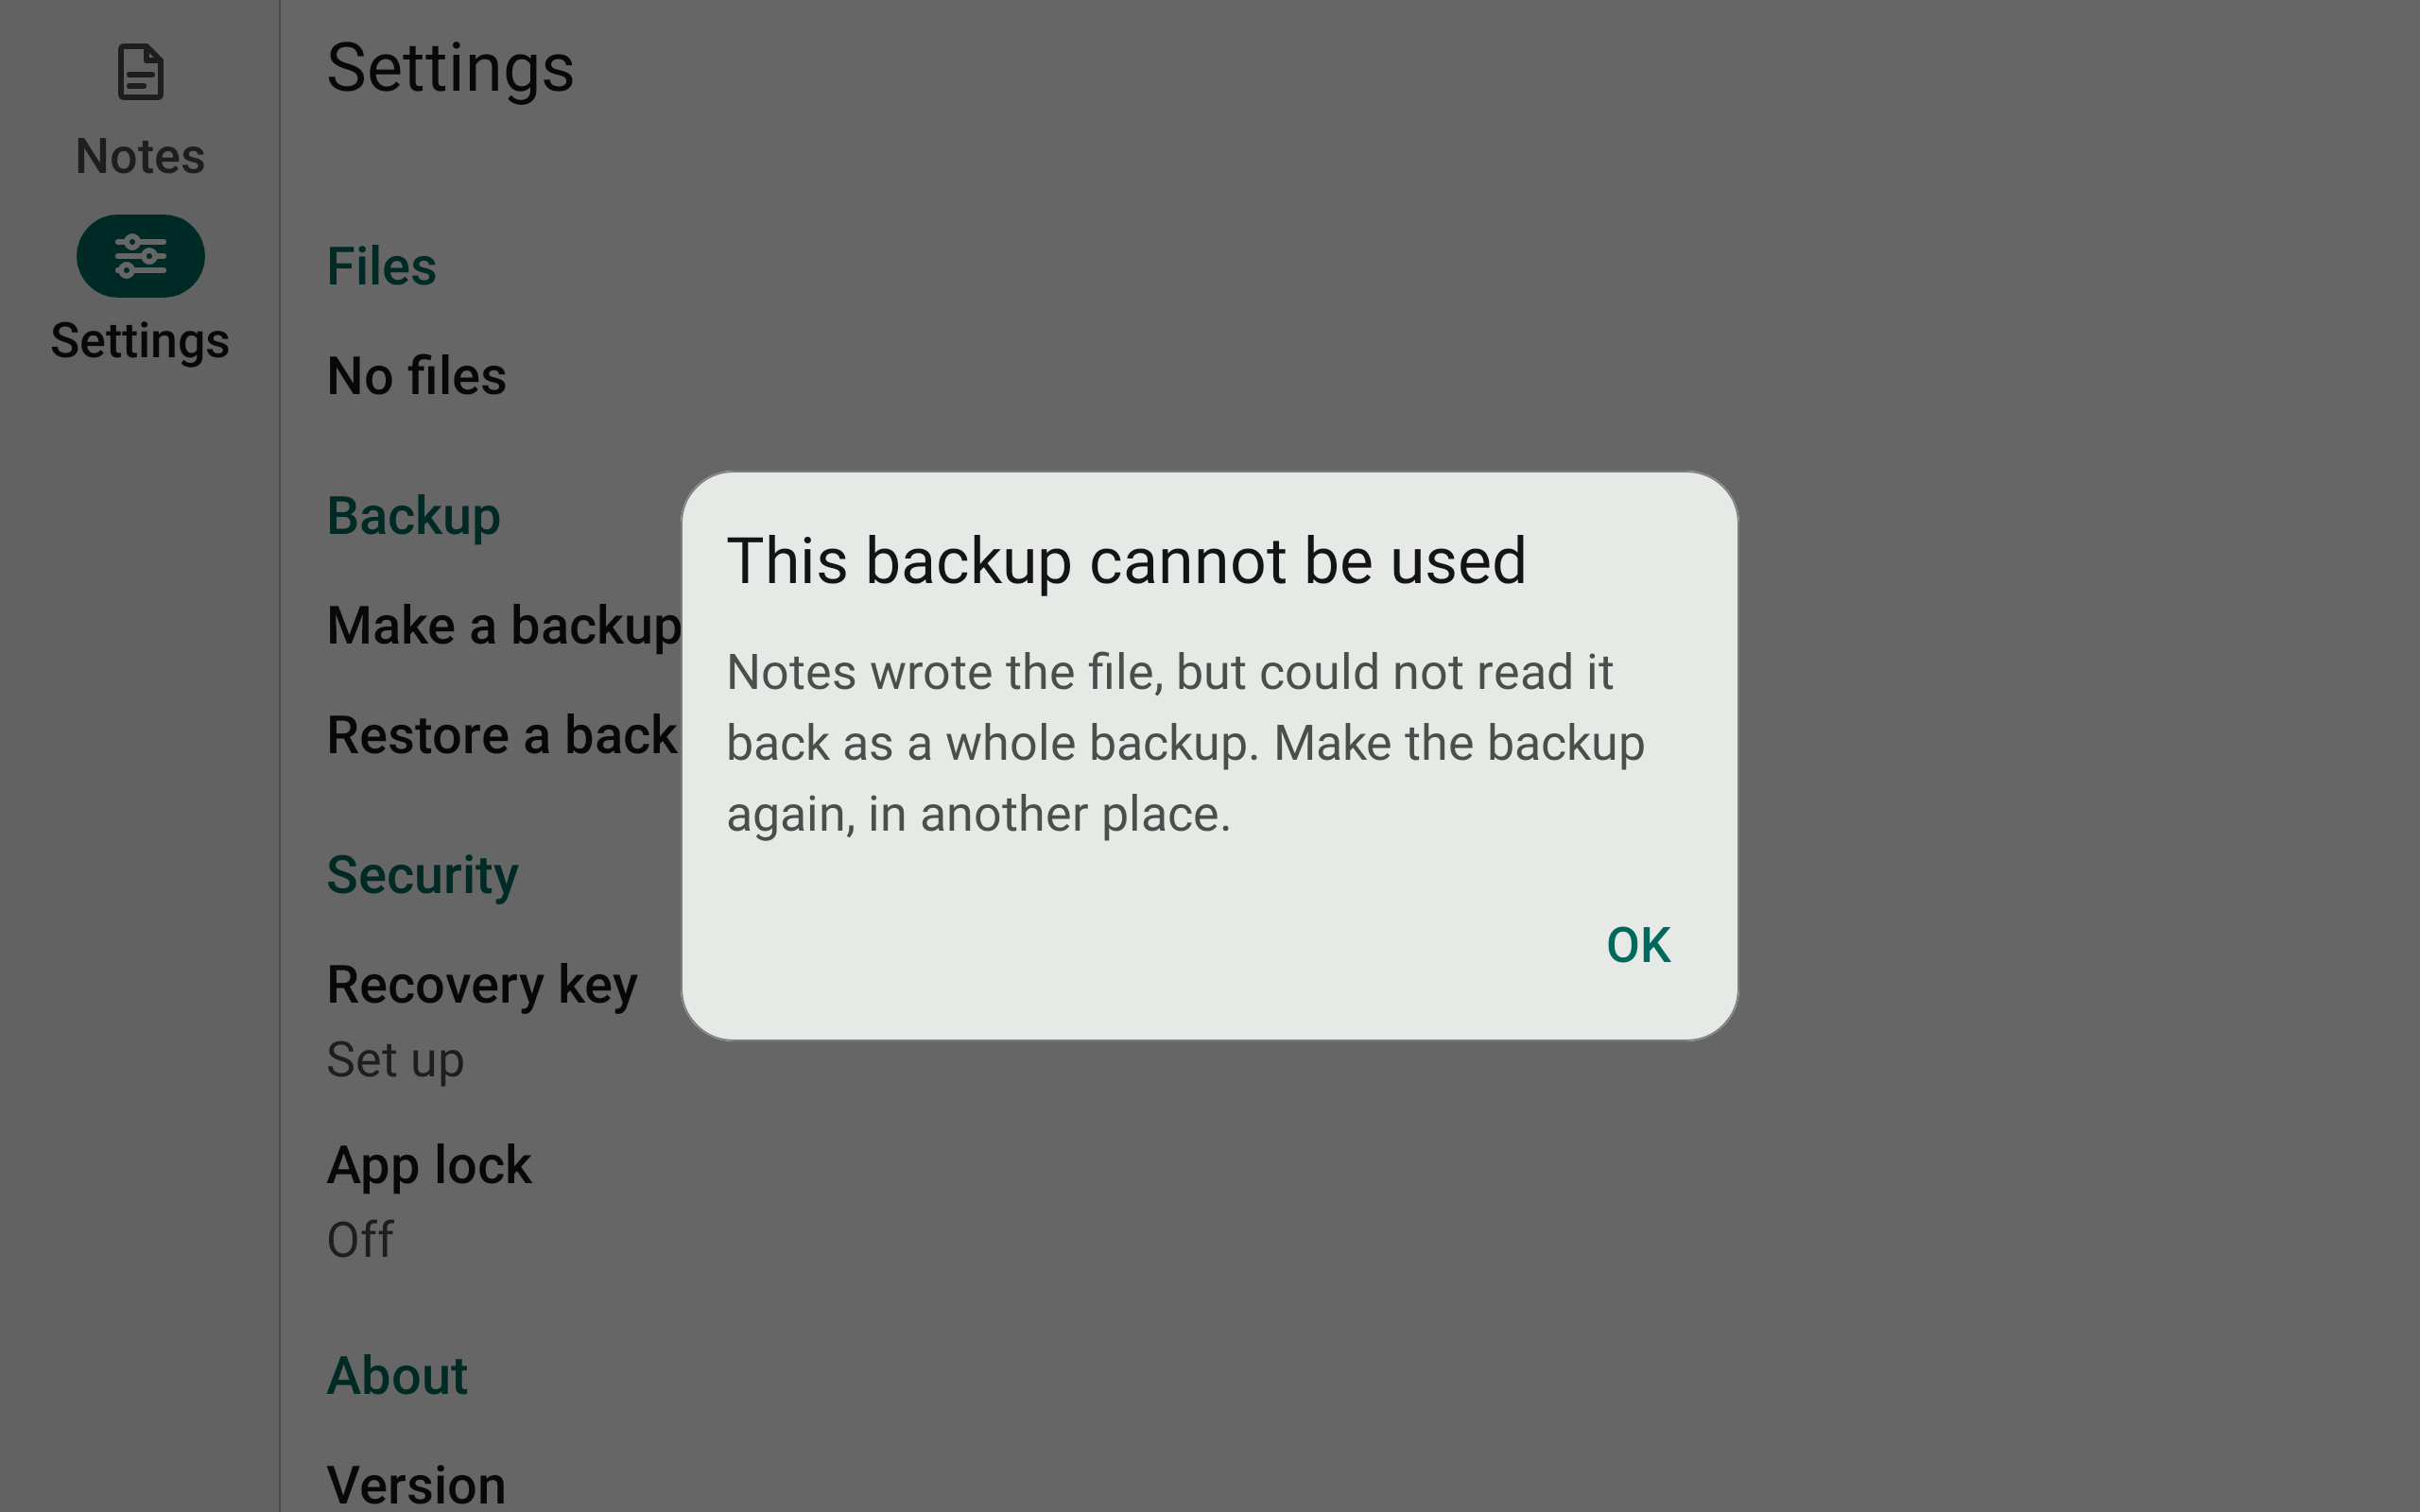 Notes
Settings
Settings
Files
No files
Backup
Make a backup
Restore a back
Security
Recovery key
Set up
App lock
Off
About
Version
This backup cannot be used
Notes wrote the file, but could not read it
back as a whole backup. Make the backup
again, in another place.
OK